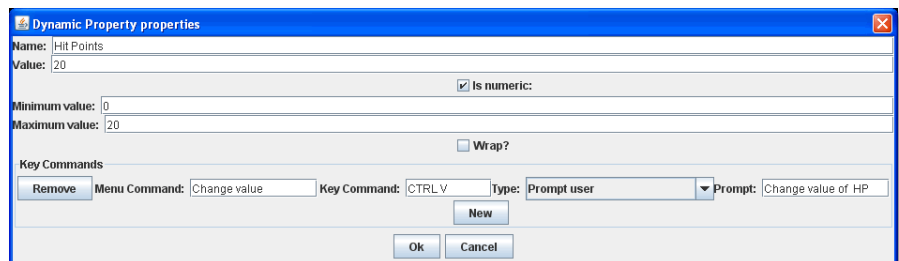 Dynamic Property properties
Name: Hit Points
Value: 20
Is numeric:
Minimum value: 0
Maximum value: 20
Wrap?
Key Commands
Remove Menu Command: Change value Key Command: CTRL V Type: Prompt user Prompt: Change value of HP
New
Ok Cancel